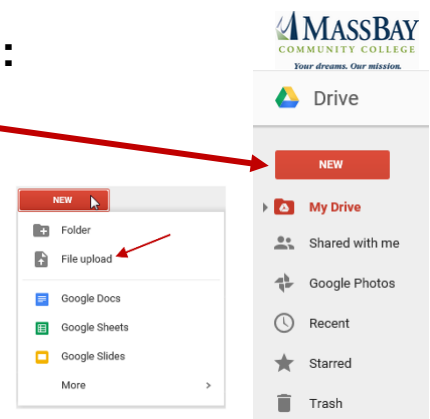 :
MASSBAY
COMMUNITY COLLEGE
Your dreams. Our mission.
Drive
NEW
My Drive
Shared with me
Google Photos
Recent
Starred
Trash
NEW
Folder
File upload
Google Docs
Google Sheets
Google Slides
More >